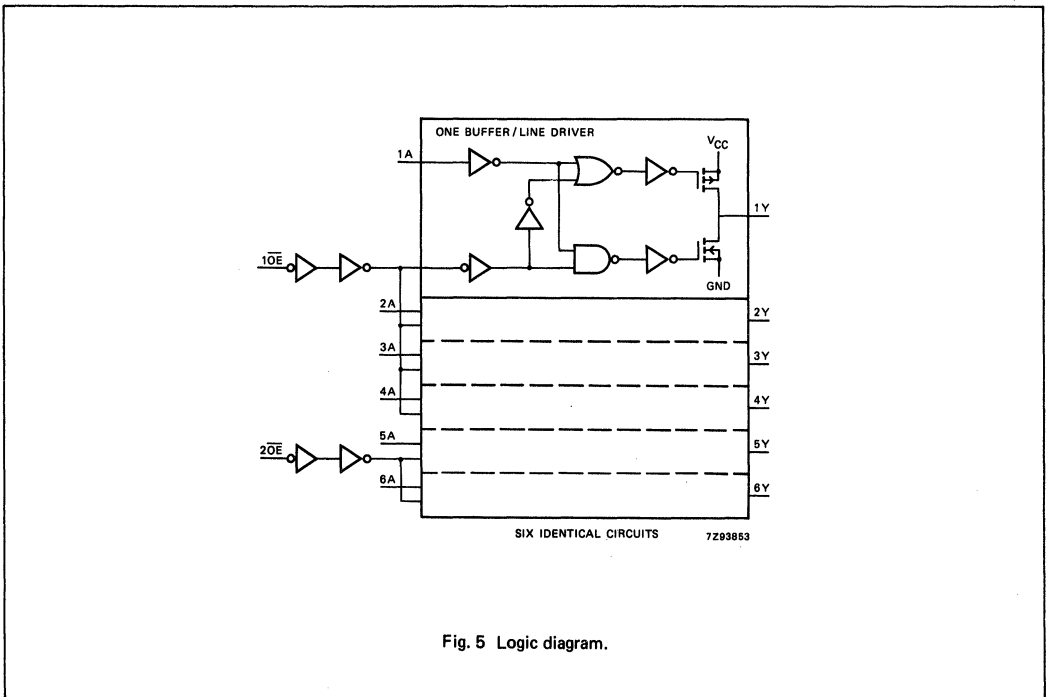 ONE BUFFER / LINE DRIVER
VCC
1A
1Y
1OE
GND
2A
2Y
3A
3Y
4A
4Y
5A
5Y
2OE
6A
6Y
SIX IDENTICAL CIRCUITS
7Z93853
Fig. 5 Logic diagram.